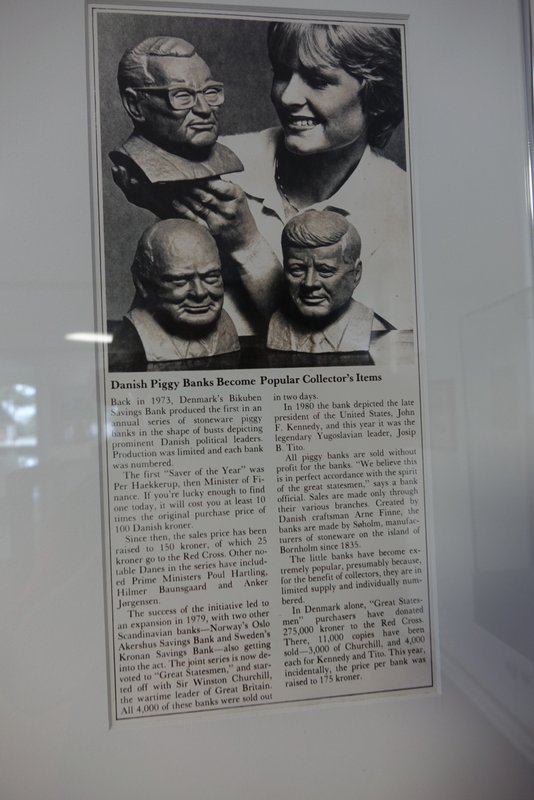 Danish Piggy Banks Become Popular Collector's Items
Back in 1973, Denmark's Bikuben
Savings Bank produced the first in an
annual series of stoneware piggy
banks in the shape of busts depicting
prominent Danish political leaders.
Production was limited and each bank
was numbered.
The first "Saver of the Year" was
Per Haekkerup, then Minister of Fi-
nance. If you're lucky enough to find
one today, it will cost you at least 10
times the original purchase price of
100 Danish kroner.
Since then, the sales price has been
raised to 150 kroner, of which 25
kroner go to the Red Cross. Other no-
table Danes in the series have includ-
ed Prime Ministers Poul Hartling,
Hilmer Baunsgaard and Anker
Jørgensen.
The success of the initiative led to
an expansion in 1979, with two other
Scandinavian banks—Norway's Oslo
Akershus Savings Bank and Sweden's
Kronan Savings Bank—also getting
into the act. The joint series is now de-
voted to "Great Statesmen," and star-
ted off with Sir Winston Churchill,
the wartime leader of Great Britain.
All 4,000 of these banks were sold out
in two days.
In 1980 the bank depicted the late
president of the United States, John
F. Kennedy, and this year it was the
legendary Yugoslavian leader, Josip
B. Tito.
All piggy banks are sold without
profit for the banks. "We believe this
is in perfect accordance with the spirit
of the great statesmen," says a bank
official. Sales are made only through
their various branches. Created by
Danish craftsman Arne Finne, the
banks are made by Søholm, manufac-
turers of stoneware on the island of
Bornholm since 1835.
The little banks have become ex-
tremely popular, presumably because,
for the benefit of collectors, they are in
limited supply and individually num-
bered.
In Denmark alone, "Great States-
men" purchasers have donated
275,000 kroner to the Red Cross.
There, 11,000 copies have been
sold—3,000 of Churchill, and 4,000
each for Kennedy and Tito. This year,
incidentally, the price per bank was
raised to 175 kroner.